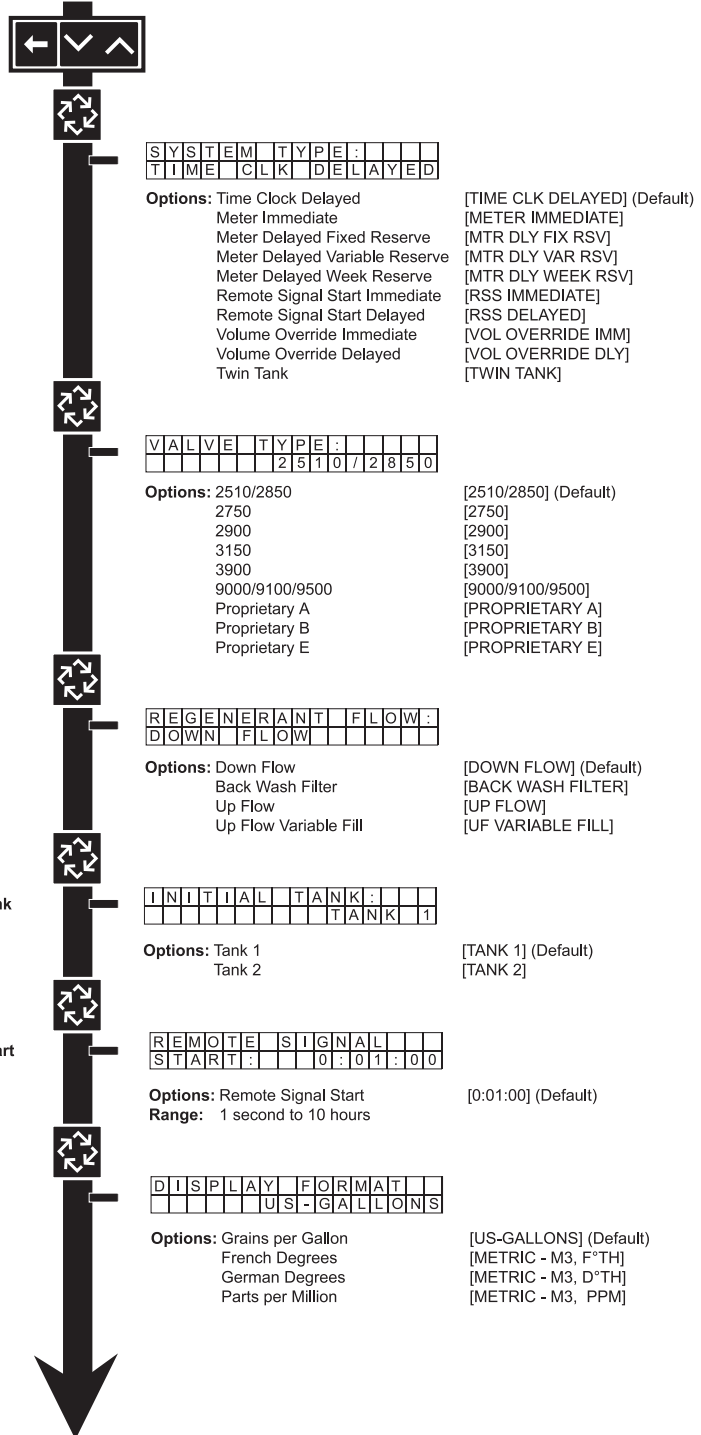 SYSTEM TYPE:
TIME CLK DELAYED
Options: Time Clock Delayed [TIME CLK DELAYED] (Default)
Meter Immediate [METER IMMEDIATE]
Meter Delayed Fixed Reserve [MTR DLY FIX RSV]
Meter Delayed Variable Reserve [MTR DLY VAR RSV]
Meter Delayed Week Reserve [MTR DLY WEEK RSV]
Remote Signal Start Immediate [RSS IMMEDIATE]
Remote Signal Start Delayed [RSS DELAYED]
Volume Override Immediate [VOL OVERRIDE IMM]
Volume Override Delayed [VOL OVERRIDE DLY]
Twin Tank [TWIN TANK]
VALVE TYPE:
2510/2850
Options: 2510/2850 [2510/2850] (Default)
2750 [2750]
2900 [2900]
3150 [3150]
3900 [3900]
9000/9100/9500 [9000/9100/9500]
Proprietary A [PROPRIETARY A]
Proprietary B [PROPRIETARY B]
Proprietary E [PROPRIETARY E]
REGENERANT FLOW:
DOWN FLOW
Options: Down Flow [DOWN FLOW] (Default)
Back Wash Filter [BACK WASH FILTER]
Up Flow [UP FLOW]
Up Flow Variable Fill [UF VARIABLE FILL]
INITIAL TANK:
TANK 1
Options: Tank 1 [TANK 1] (Default)
Tank 2 [TANK 2]
REMOTE SIGNAL
START: 0:01:00
Options: Remote Signal Start [0:01:00] (Default)
Range: 1 second to 10 hours
DISPLAY FORMAT
US-GALLONS
Options: Grains per Gallon [US-GALLONS] (Default)
French Degrees [METRIC - M3, F°TH]
German Degrees [METRIC - M3, D°TH]
Parts per Million [METRIC - M3, PPM]